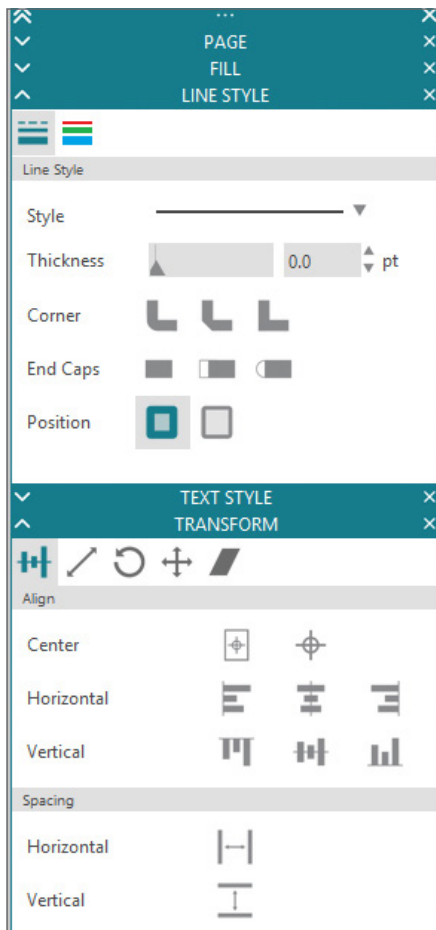 PAGE
FILL
LINE STYLE
Line Style
Style
Thickness 0.0 pt
Corner
End Caps
Position
TEXT STYLE
TRANSFORM
Align
Center
Horizontal
Vertical
Spacing
Horizontal
Vertical